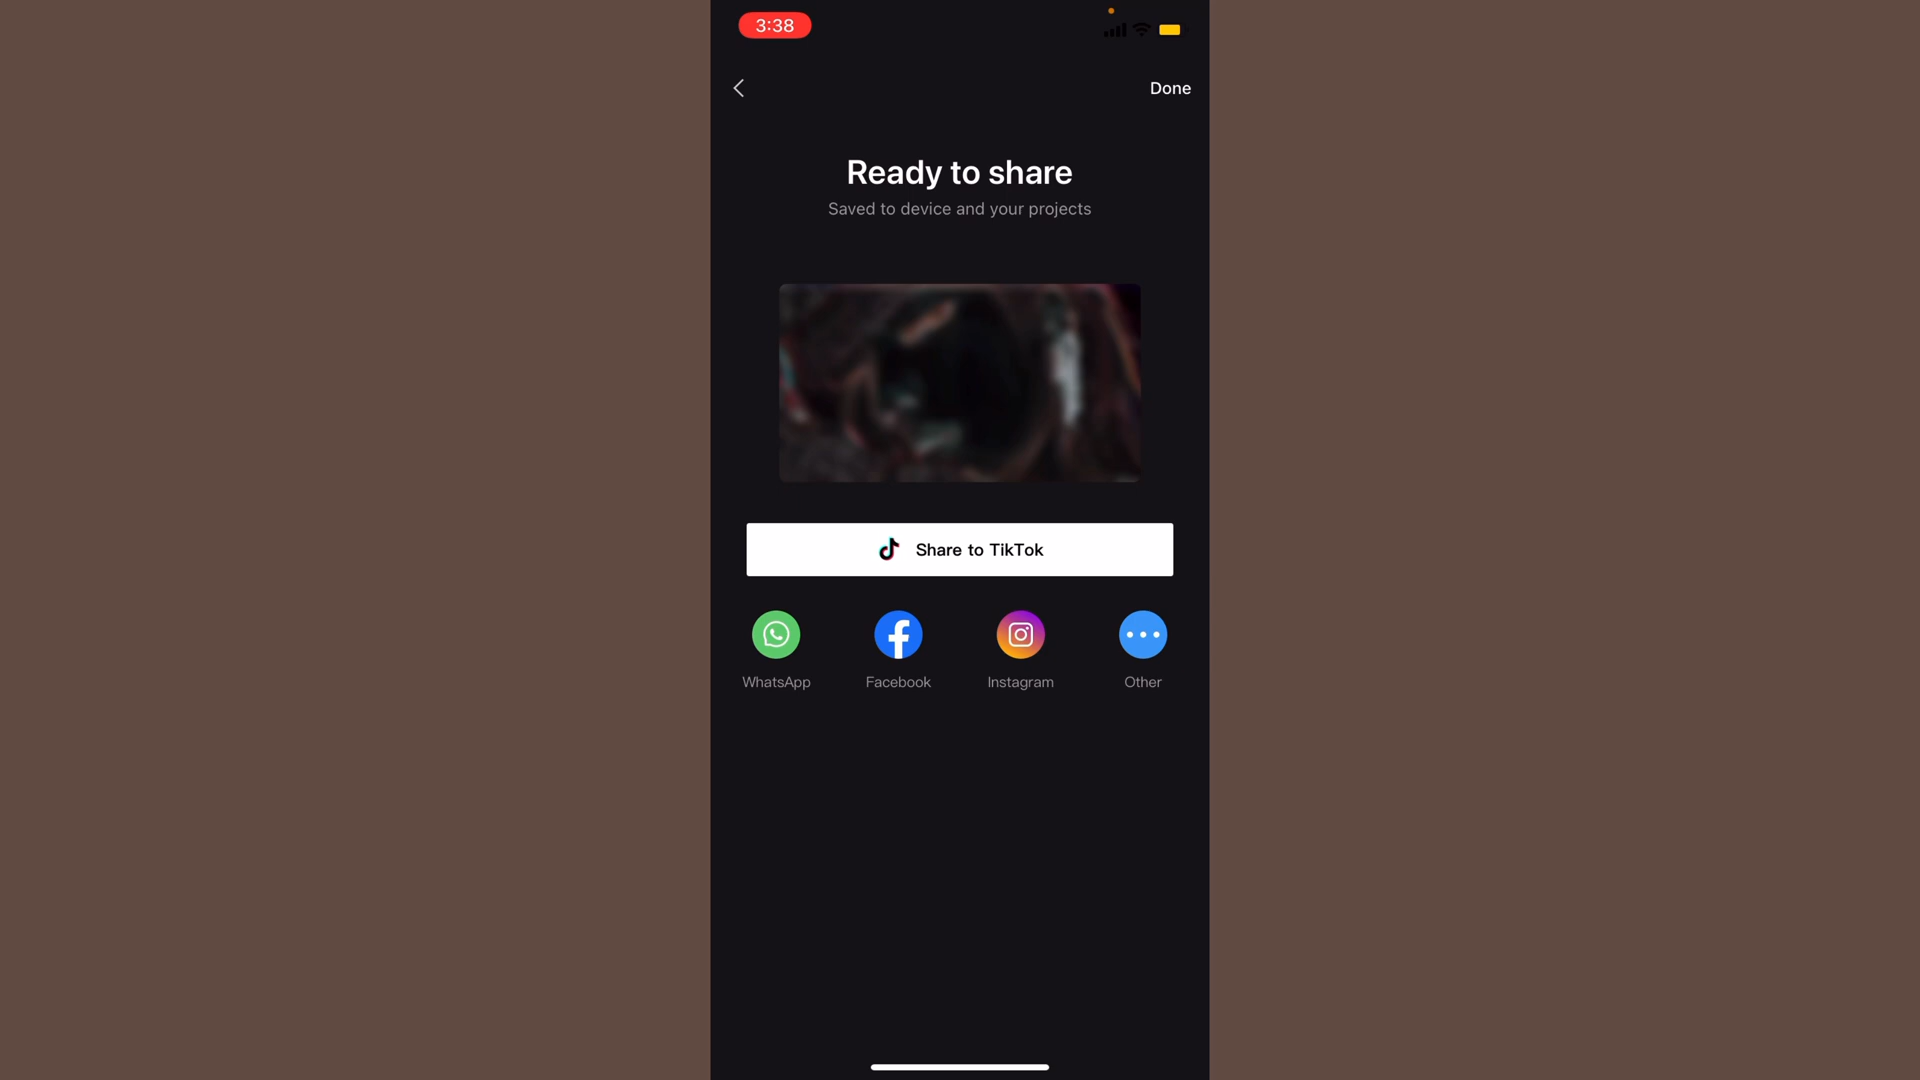 3:38
Done
Ready to share
Saved to device and your projects
Share to TikTok
WhatsApp
Facebook
Instagram
Other